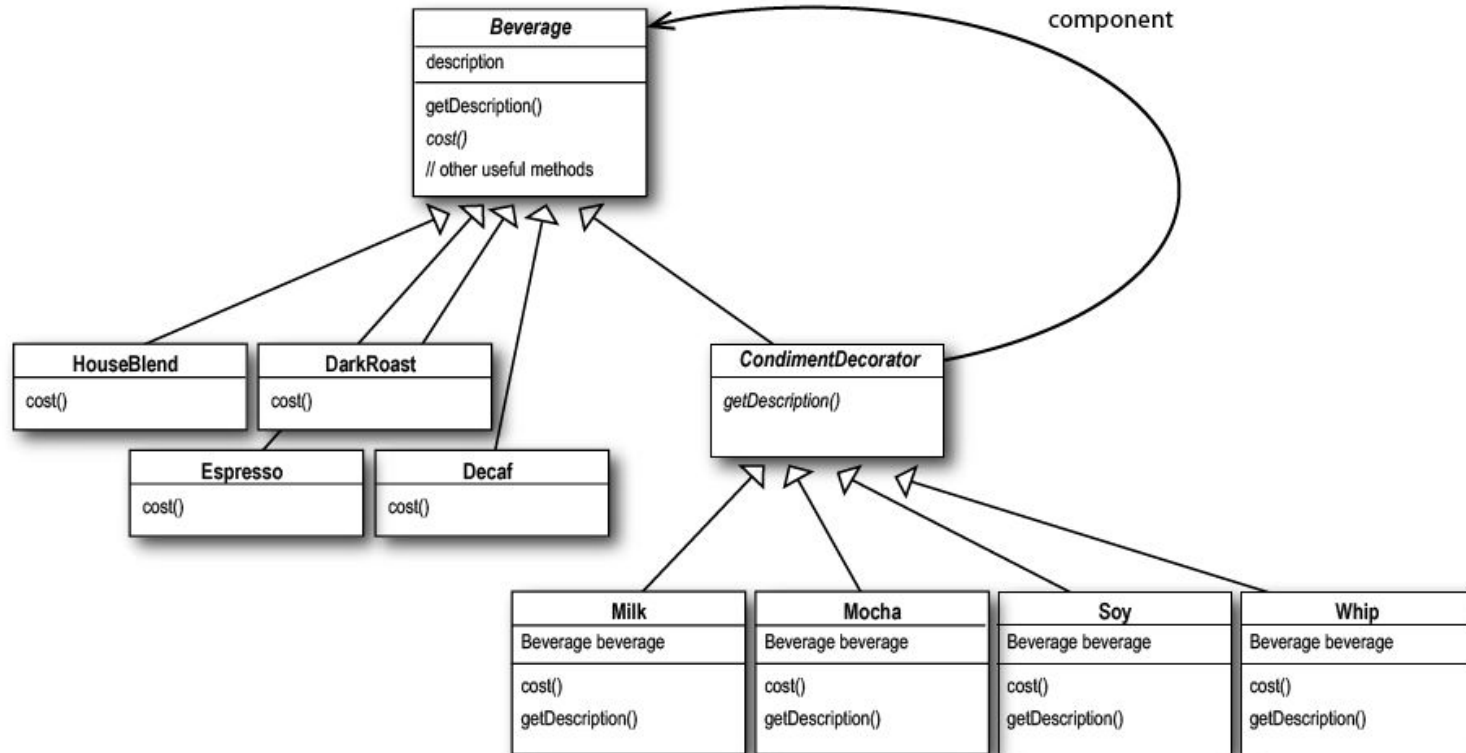 component
Beverage
description
getDescription()
cost()
// other useful methods
HouseBlend
cost()
DarkRoast
cost()
CondimentDecorator
getDescription()
Espresso
cost()
Decaf
cost()
Milk
Beverage beverage
cost()
getDescription()
Mocha
Beverage beverage
cost()
getDescription()
Soy
Beverage beverage
cost()
getDescription()
Whip
Beverage beverage
cost()
getDescription()